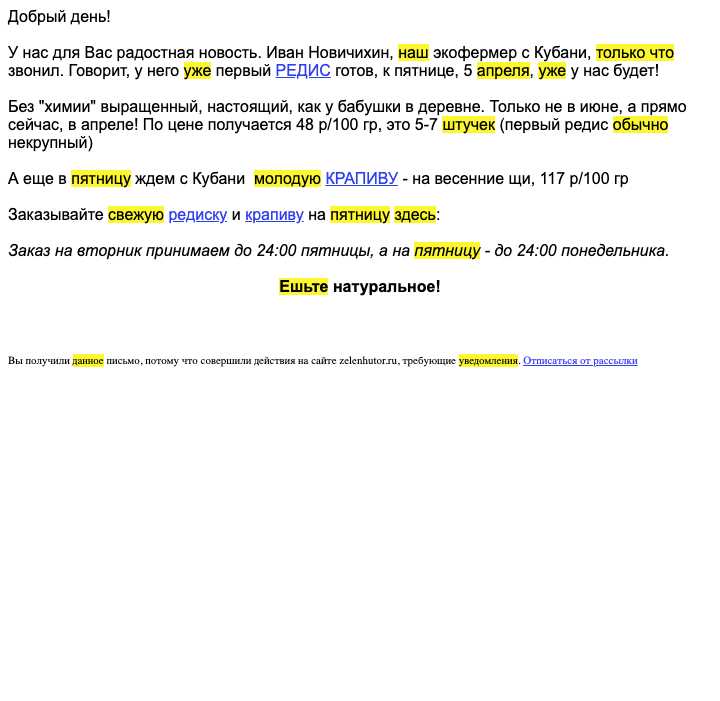 Добрый день!
У нас для Вас радостная новость. Иван Новичихин, наш экофермер с Кубани, только что
звонил. Говорит, у него уже первый РЕДИС готов, к пятнице, 5 апреля, уже у нас будет!
Без "химии" выращенный, настоящий, как у бабушки в деревне. Только не в июне, а прямо
сейчас, в апреле! По цене получается 48 р/100 гр, это 5-7 штучек (первый редис обычно
некрупный)
А еще в пятницу ждем с Кубани  молодую КРАПИВУ - на весенние щи, 117 р/100 гр
Заказывайте свежую редиску и крапиву на пятницу здесь:
Заказ на вторник принимаем до 24:00 пятницы, а на пятницу - до 24:00 понедельника.
Ешьте натуральное!
Вы получили данное письмо, потому что совершили действия на сайте zelenhutor.ru, требующие уведомления. Отписаться от рассылки